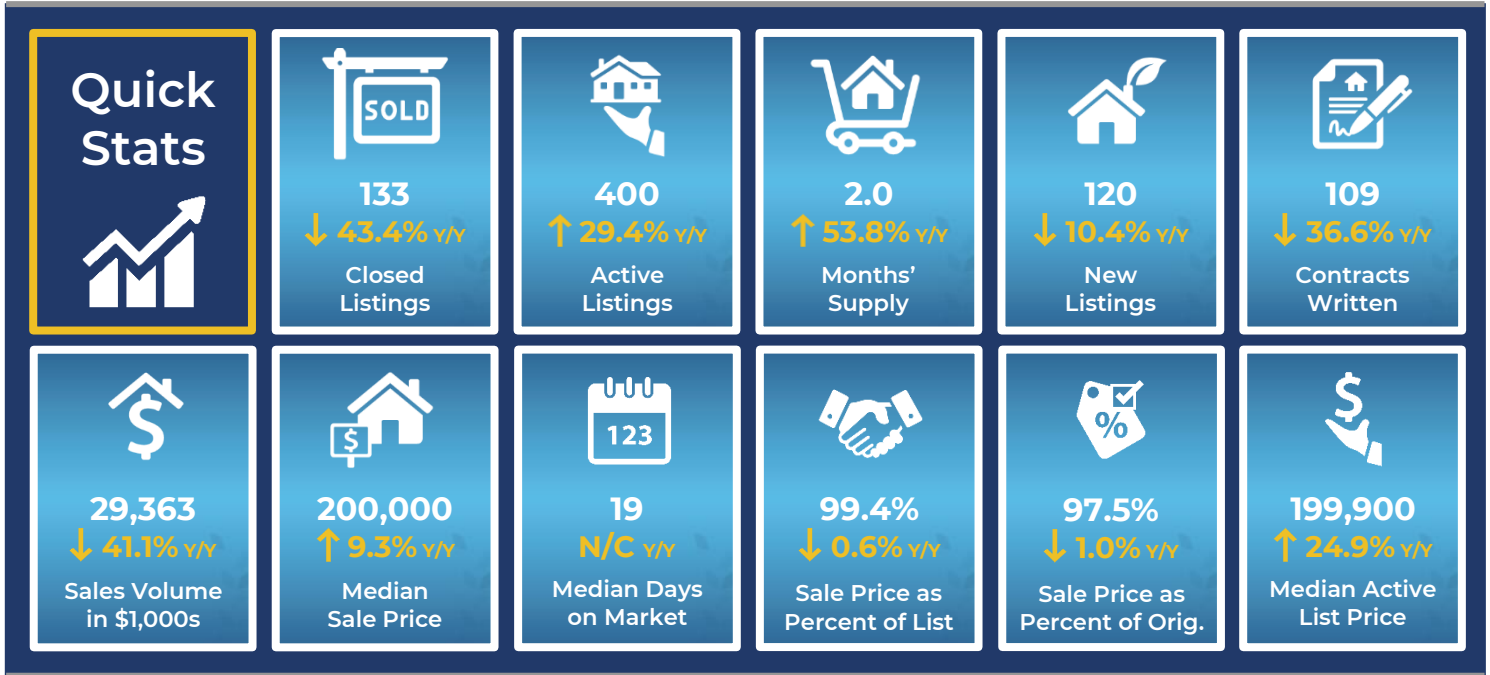 Quick
Stats
SOLD
133
↓ 43.4% Y/Y
Closed
Listings
400
↑ 29.4% Y/Y
Active
Listings
2.0
↑ 53.8% Y/Y
Months’
Supply
120
↓ 10.4% Y/Y
New
Listings
109
↓ 36.6% Y/Y
Contracts
Written
$
29,363
↓ 41.1% Y/Y
Sales Volume
in $1,000s
$
200,000
↑ 9.3% Y/Y
Median
Sale Price
123
19
N/C Y/Y
Median Days
on Market
99.4%
↓ 0.6% Y/Y
Sale Price as
Percent of List
%
97.5%
↓ 1.0% Y/Y
Sale Price as
Percent of Orig.
$
199,900
↑ 24.9% Y/Y
Median Active
List Price